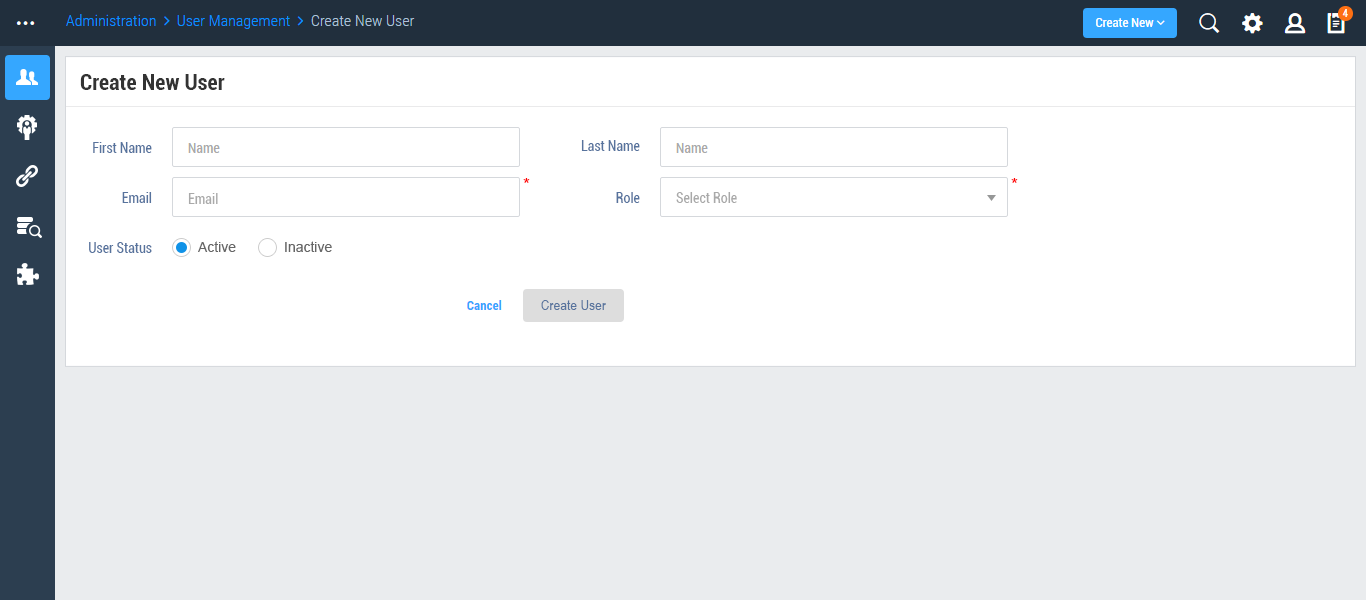 Administration > User Management > Create New User
Create New
4
Create New User
First Name
Name
Last Name
Name
Email
Email
*
Role
Select Role
*
User Status
Active
Inactive
Cancel
Create User